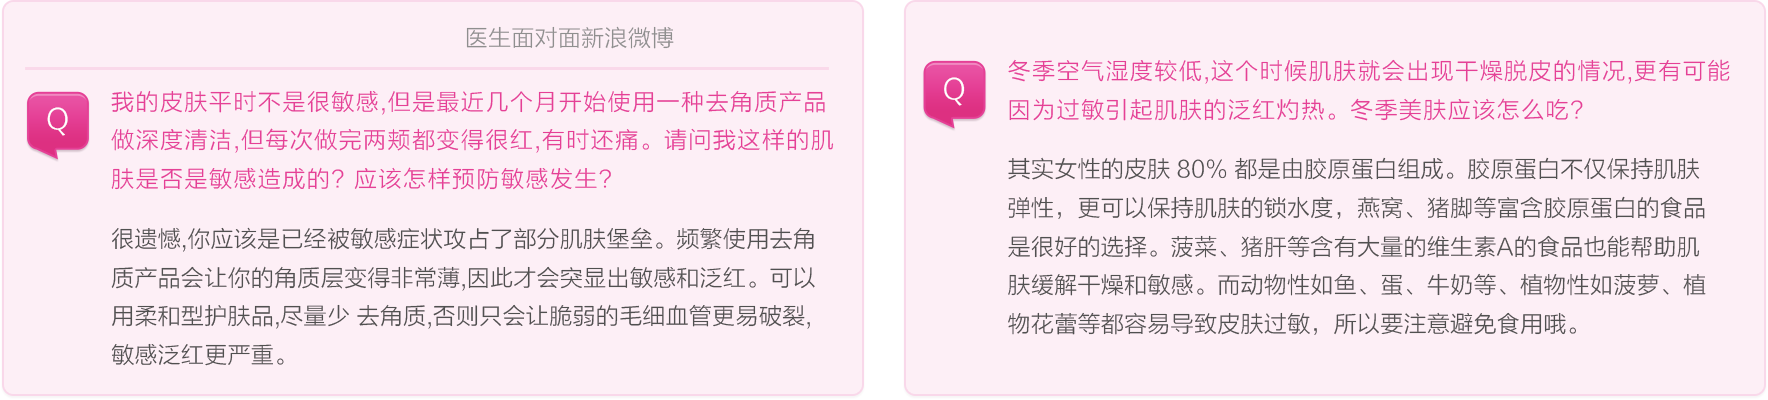 医生面对面新浪微博
Q
我的皮肤平时不是很敏感,但是最近几个月开始使用一种去角质产品
做深度清洁,但每次做完两颊都变得很红,有时还痛。请问我这样的肌
肤是否是敏感造成的? 应该怎样预防敏感发生?
很遗憾,你应该是已经被敏感症状攻占了部分肌肤堡垒。频繁使用去角
质产品会让你的角质层变得非常薄,因此才会突显出敏感和泛红。可以
用柔和型护肤品,尽量少 去角质,否则只会让脆弱的毛细血管更易破裂,
敏感泛红更严重。
Q
冬季空气湿度较低,这个时候肌肤就会出现干燥脱皮的情况,更有可能
因为过敏引起肌肤的泛红灼热。冬季美肤应该怎么吃?
其实女性的皮肤 80% 都是由胶原蛋白组成。胶原蛋白不仅保持肌肤
弹性，更可以保持肌肤的锁水度，燕窝、猪脚等富含胶原蛋白的食品
是很好的选择。菠菜、猪肝等含有大量的维生素A的食品也能帮助肌
肤缓解干燥和敏感。而动物性如鱼、蛋、牛奶等、植物性如菠萝、植
物花蕾等都容易导致皮肤过敏，所以要注意避免食用哦。